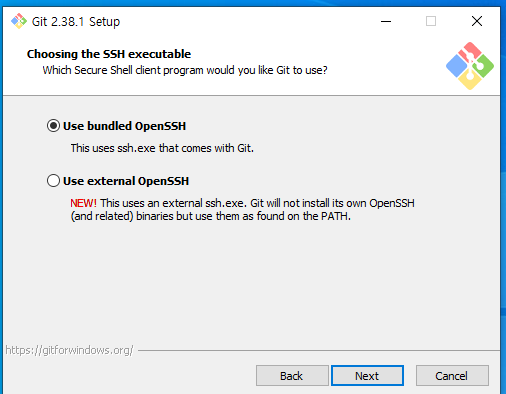 Git 2.38.1 Setup
Choosing the SSH executable
Which Secure Shell client program would you like Git to use?
Use bundled OpenSSH
This uses ssh.exe that comes with Git.
Use external OpenSSH
NEW! This uses an external ssh.exe. Git will not install its own OpenSSH
(and related) binaries but use them as found on the PATH.
https://gitforwindows.org/
Back
Next
Cancel